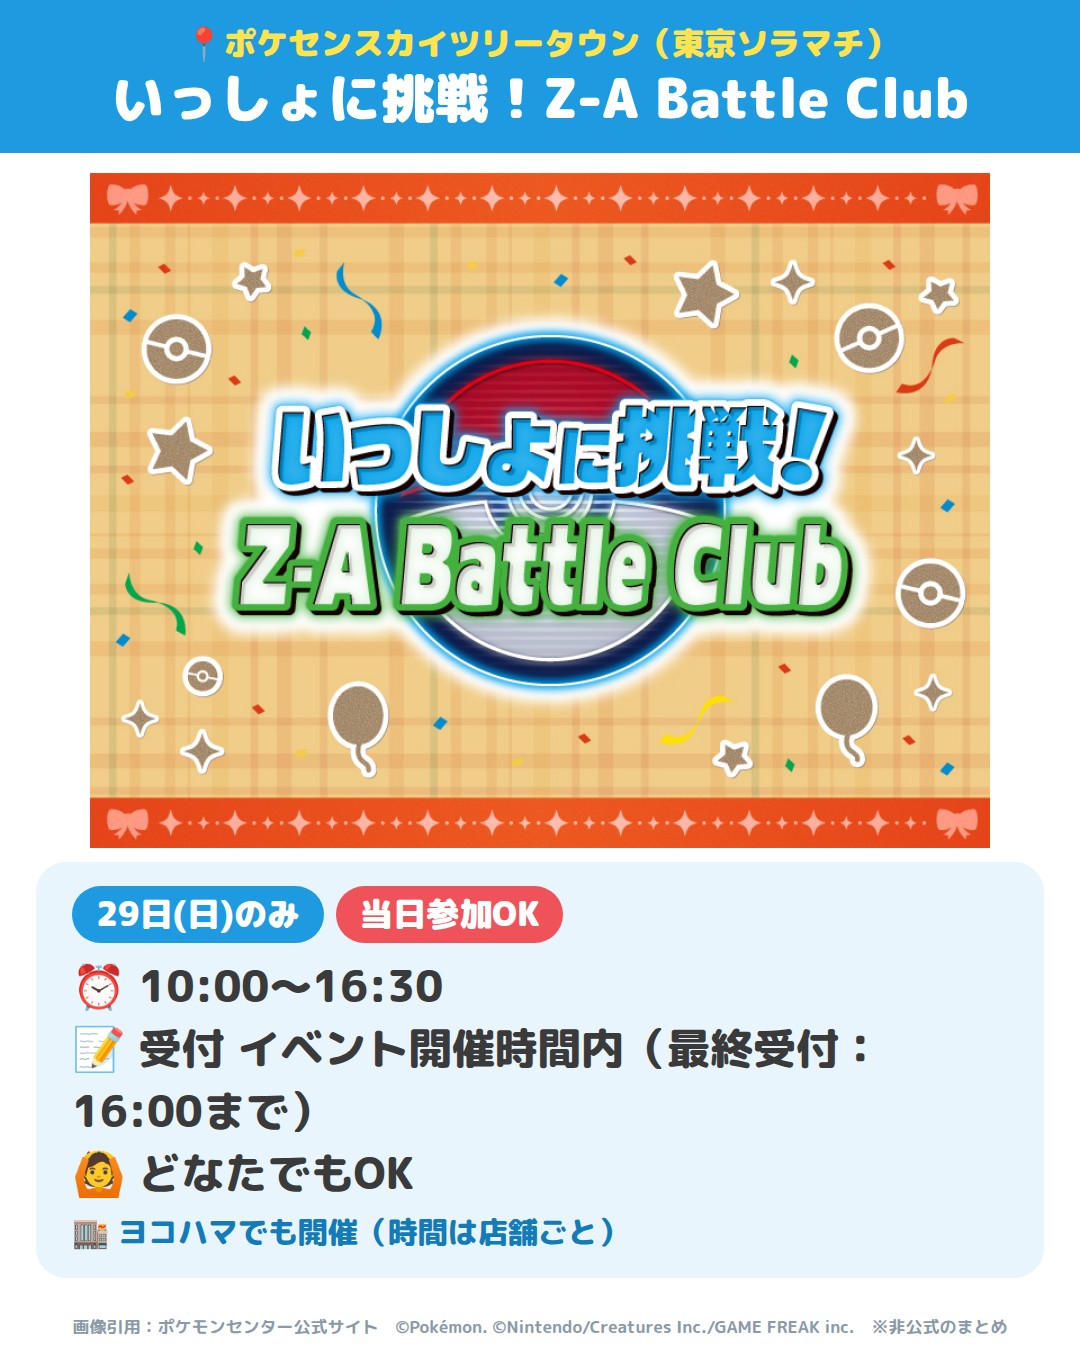 📍ポケセンスカイツリータウン（東京ソラマチ）
いっしょに挑戦！Z-A Battle Club
いっしょに挑戦!
Z-A Battle Club
29日(日)のみ 当日参加OK
⏰ 10:00〜16:30
📝 受付 イベント開催時間内（最終受付：
16:00まで）
🙆 どなたでもOK
🏬 ヨコハマでも開催（時間は店舗ごと）
画像引用：ポケモンセンター公式サイト ©Pokémon. ©Nintendo/Creatures Inc./GAME FREAK inc. ※非公式のまとめ